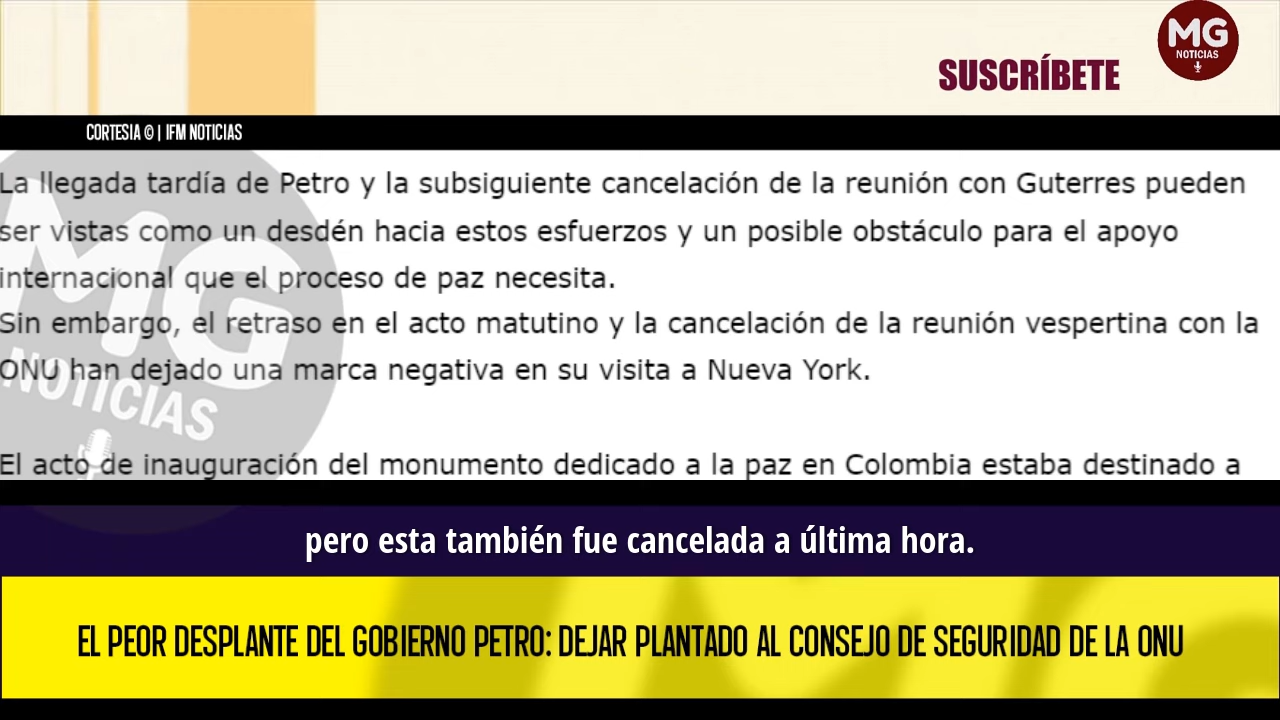 MG
NOTICIAS
SUSCRÍBETE
CORTESIA © | IFM NOTICIAS
La llegada tardía de Petro y la subsiguiente cancelación de la reunión con Guterres pueden
ser vistas como un desdén hacia estos esfuerzos y un posible obstáculo para el apoyo
internacional que el proceso de paz necesita.
Sin embargo, el retraso en el acto matutino y la cancelación de la reunión vespertina con la
ONU han dejado una marca negativa en su visita a Nueva York.
El acto de inauguración del monumento dedicado a la paz en Colombia estaba destinado a
MG
NOTICIAS
pero esta también fue cancelada a última hora.
EL PEOR DESPLANTE DEL GOBIERNO PETRO: DEJAR PLANTADO AL CONSEJO DE SEGURIDAD DE LA ONU